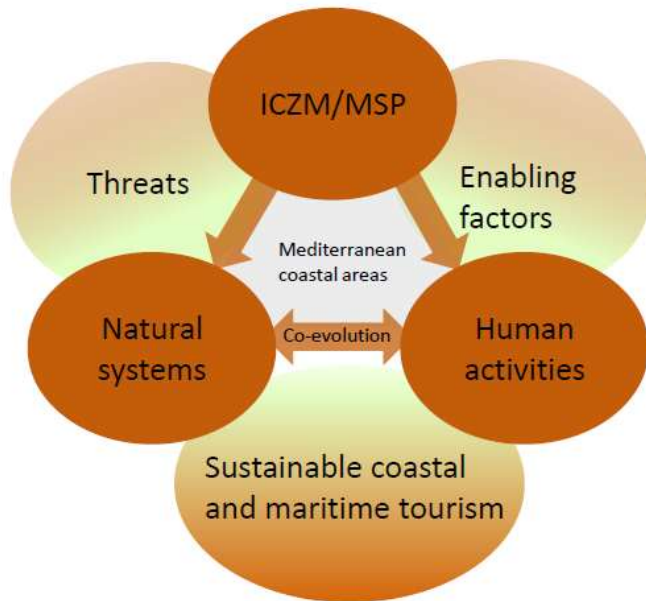 ICZM/MSP
Threats
Enabling
factors
Mediterranean
coastal areas
Natural
systems
Co-evolution
Human
activities
Sustainable coastal
and maritime tourism